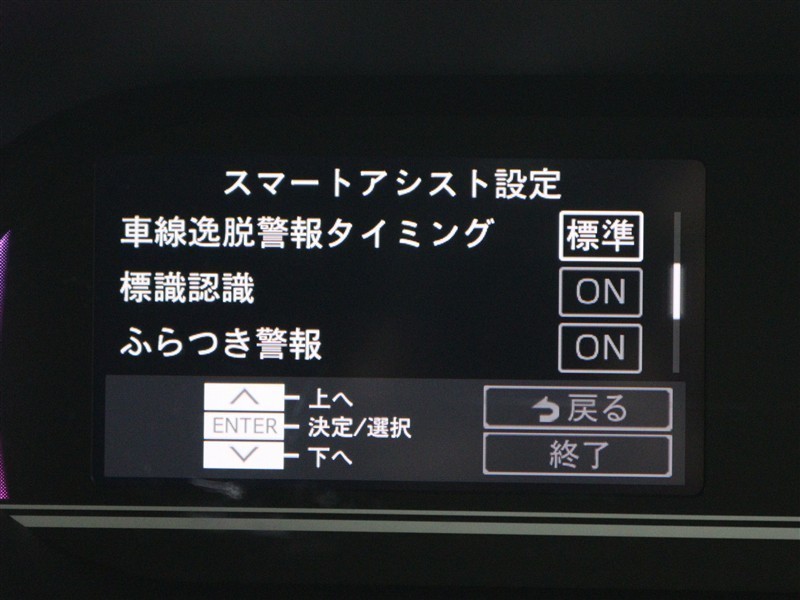 スマートアシスト設定
車線逸脱警報タイミング 標準
標識認識 ON
ふらつき警報 ON
上へ
ENTER 決定/選択
下へ
戻る
終了